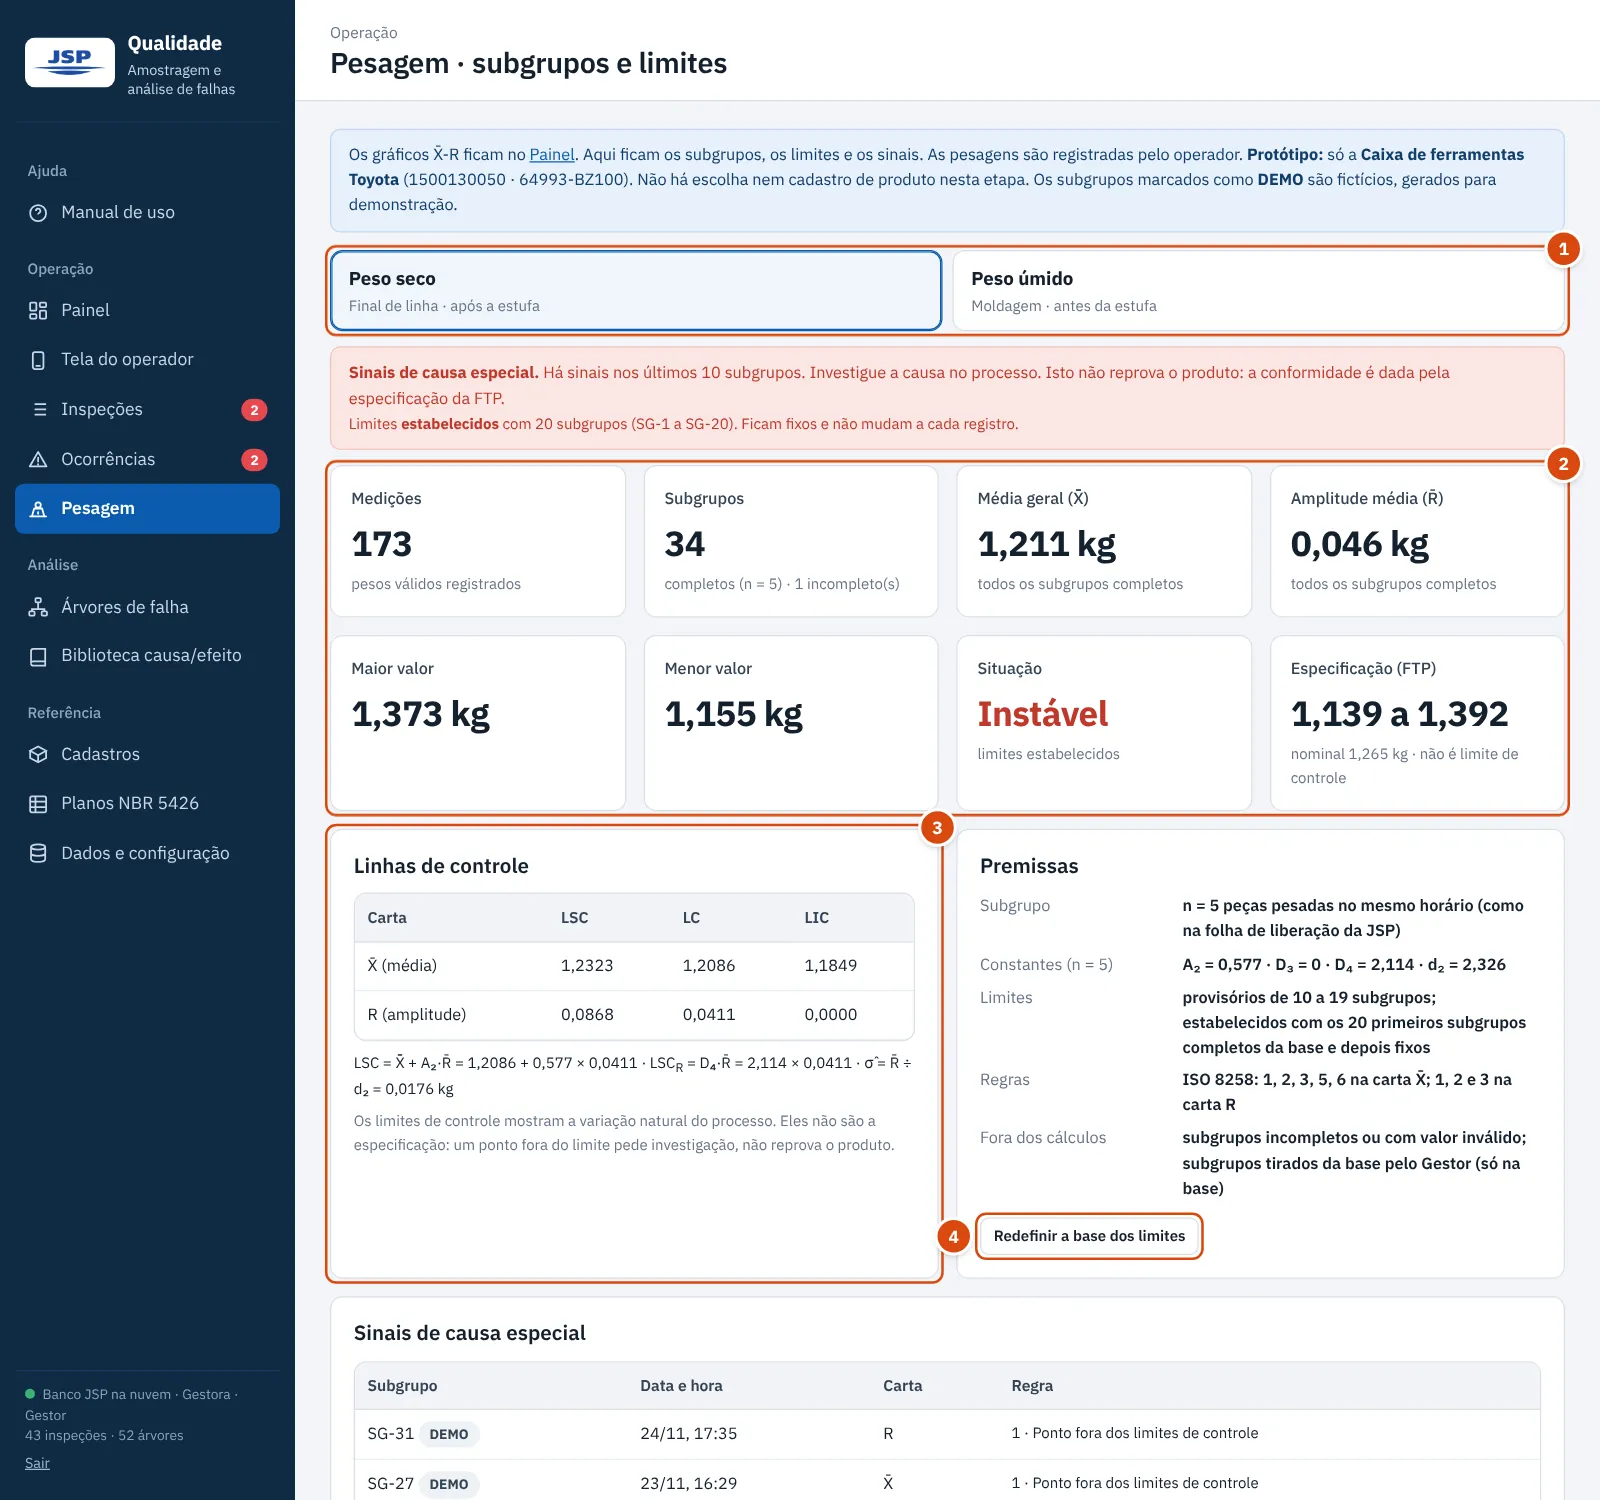 JSP
Qualidade
Amostragem e
análise de falhas
Ajuda
Manual de uso
Operação
Painel
Tela do operador
Inspeções 2
Ocorrências 2
Pesagem
Análise
Árvores de falha
Biblioteca causa/efeito
Referência
Cadastros
Planos NBR 5426
Dados e configuração
Banco JSP na nuvem · Gestora ·
Gestor
43 inspeções · 52 árvores
Sair
Operação
Pesagem · subgrupos e limites
Os gráficos X̄-R ficam no Painel. Aqui ficam os subgrupos, os limites e os sinais. As pesagens são registradas pelo operador. Protótipo: só a Caixa de ferramentas
Toyota (1500130050 · 64993-BZ100). Não há escolha nem cadastro de produto nesta etapa. Os subgrupos marcados como DEMO são fictícios, gerados para
demonstração.
1
Peso seco
Final de linha · após a estufa
Peso úmido
Moldagem · antes da estufa
Sinais de causa especial. Há sinais nos últimos 10 subgrupos. Investigue a causa no processo. Isto não reprova o produto: a conformidade é dada pela
especificação da FTP.
Limites estabelecidos com 20 subgrupos (SG-1 a SG-20). Ficam fixos e não mudam a cada registro.
2
Medições
173
pesos válidos registrados
Subgrupos
34
completos (n = 5) · 1 incompleto(s)
Média geral (X̄)
1,211 kg
todos os subgrupos completos
Amplitude média (R̄)
0,046 kg
todos os subgrupos completos
Maior valor
1,373 kg
Menor valor
1,155 kg
Situação
Instável
limites estabelecidos
Especificação (FTP)
1,139 a 1,392
nominal 1,265 kg · não é limite de
controle
3
Linhas de controle
Carta LSC LC LIC
X̄ (média) 1,2323 1,2086 1,1849
R (amplitude) 0,0868 0,0411 0,0000
LSC = X̿ + A₂·R̄ = 1,2086 + 0,577 × 0,0411 · LSC_R = D₄·R̄ = 2,114 × 0,0411 · σ̂ = R̄ ÷
d₂ = 0,0176 kg
Os limites de controle mostram a variação natural do processo. Eles não são a
especificação: um ponto fora do limite pede investigação, não reprova o produto.
Premissas
Subgrupo n = 5 peças pesadas no mesmo horário (como
na folha de liberação da JSP)
Constantes (n = 5) A₂ = 0,577 · D₃ = 0 · D₄ = 2,114 · d₂ = 2,326
Limites provisórios de 10 a 19 subgrupos;
estabelecidos com os 20 primeiros subgrupos
completos da base e depois fixos
Regras ISO 8258: 1, 2, 3, 5, 6 na carta X̄; 1, 2 e 3 na
carta R
Fora dos cálculos subgrupos incompletos ou com valor inválido;
subgrupos tirados da base pelo Gestor (só na
base)
4
Redefinir a base dos limites
Sinais de causa especial
Subgrupo Data e hora Carta Regra
SG-31 DEMO 24/11, 17:35 R 1 · Ponto fora dos limites de controle
SG-27 DEMO 23/11, 16:29 X̄ 1 · Ponto fora dos limites de controle